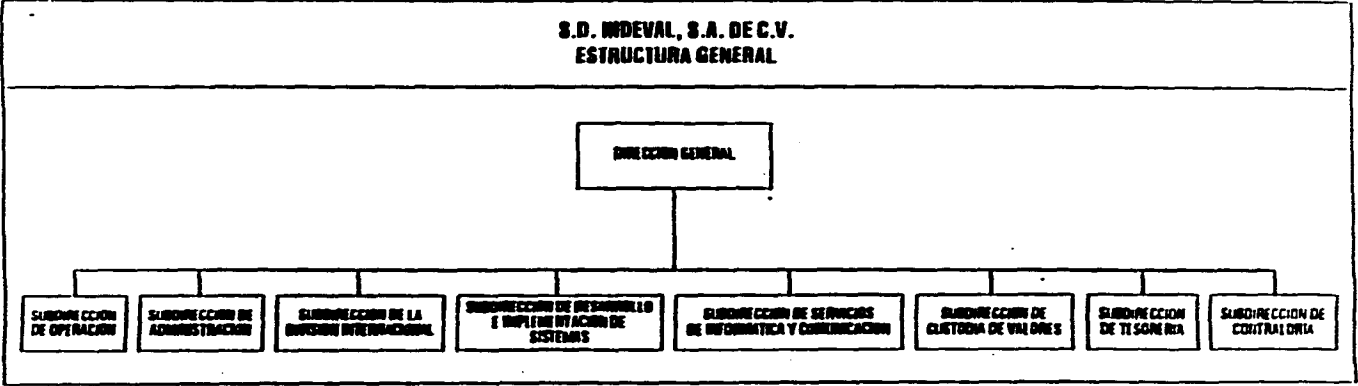 S.D. INDEVAL, S.A. DE C.V.
ESTRUCTURA GENERAL
DIRECCION GENERAL
SUBDIRECCION
DE OPERACION
SUBDIRECCION DE
ADMINISTRACION
SUBDIRECCION DE LA
DIVISION INTERNACIONAL
SUBDIRECCION DE DESARROLLO
E IMPLEMENTACION DE
SISTEMAS
SUBDIRECCION DE SERVICIOS
DE INFORMATICA Y COMUNICACION
SUBDIRECCION DE
CUSTODIA DE VALORES
SUBDIRECCION
DE TESORERIA
SUBDIRECCION DE
CONTRALORIA